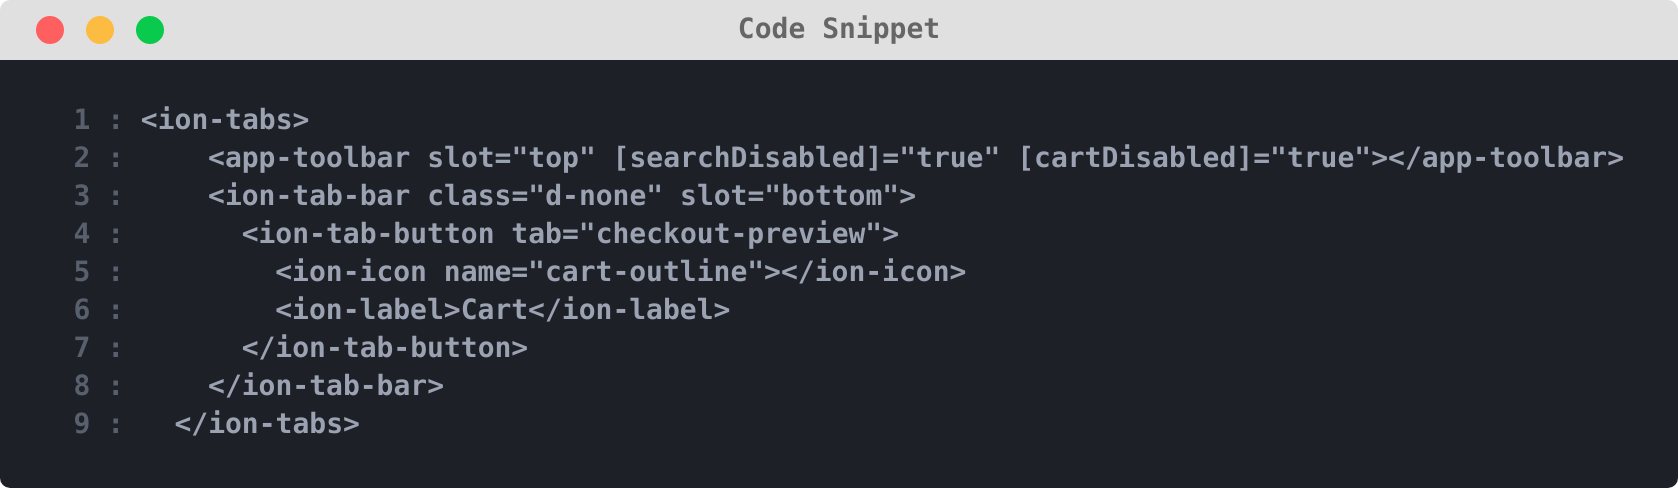 Code Snippet
1 : <ion-tabs>
2 :     <app-toolbar slot="top" [searchDisabled]="true" [cartDisabled]="true"></app-toolbar>
3 :     <ion-tab-bar class="d-none" slot="bottom">
4 :       <ion-tab-button tab="checkout-preview">
5 :         <ion-icon name="cart-outline"></ion-icon>
6 :         <ion-label>Cart</ion-label>
7 :       </ion-tab-button>
8 :     </ion-tab-bar>
9 :   </ion-tabs>